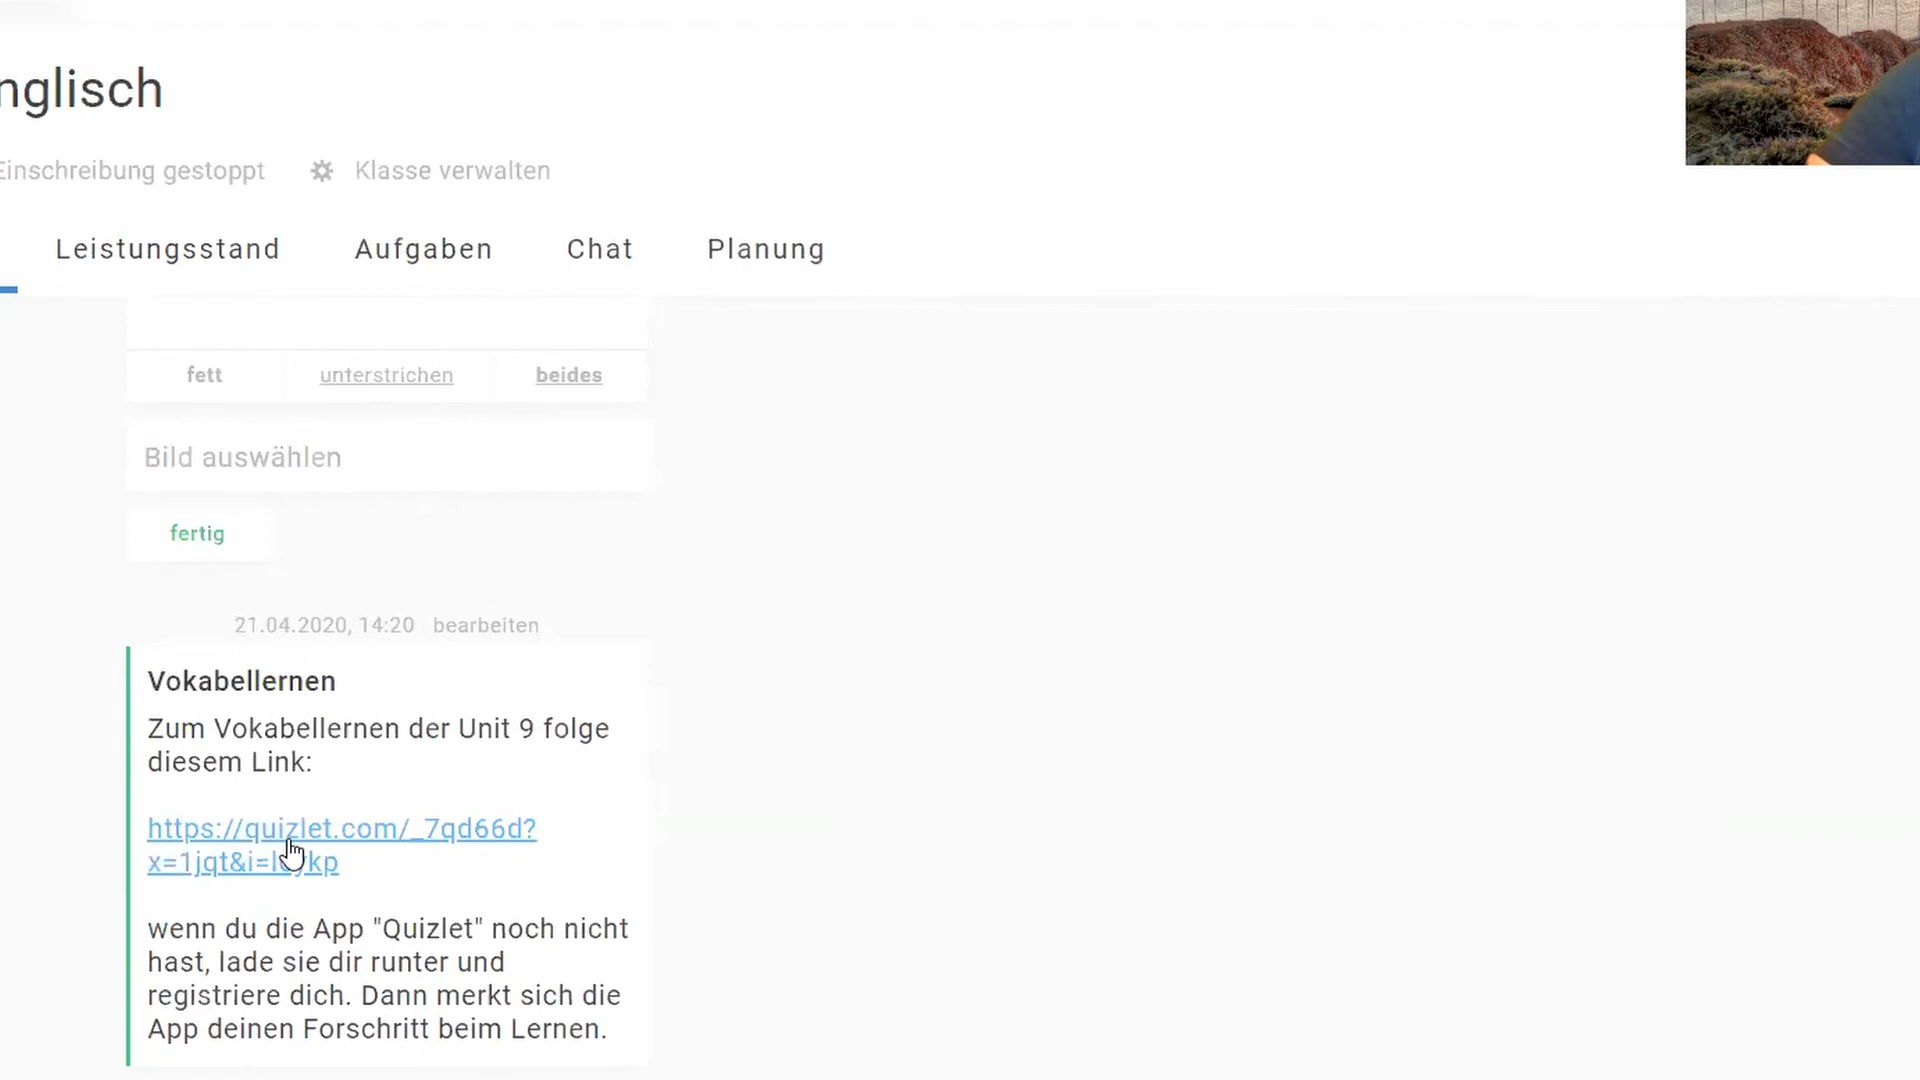 nglisch
Einschreibung gestoppt Klasse verwalten
Leistungsstand Aufgaben Chat Planung
fett unterstrichen beides
Bild auswählen
fertig
21.04.2020, 14:20 bearbeiten
Vokabellernen
Zum Vokabellernen der Unit 9 folge
diesem Link:
https://quizlet.com/_7qd66d?
wenn du die App "Quizlet" noch nicht
hast, lade sie dir runter und
registriere dich. Dann merkt sich die
App deinen Forschritt beim Lernen.